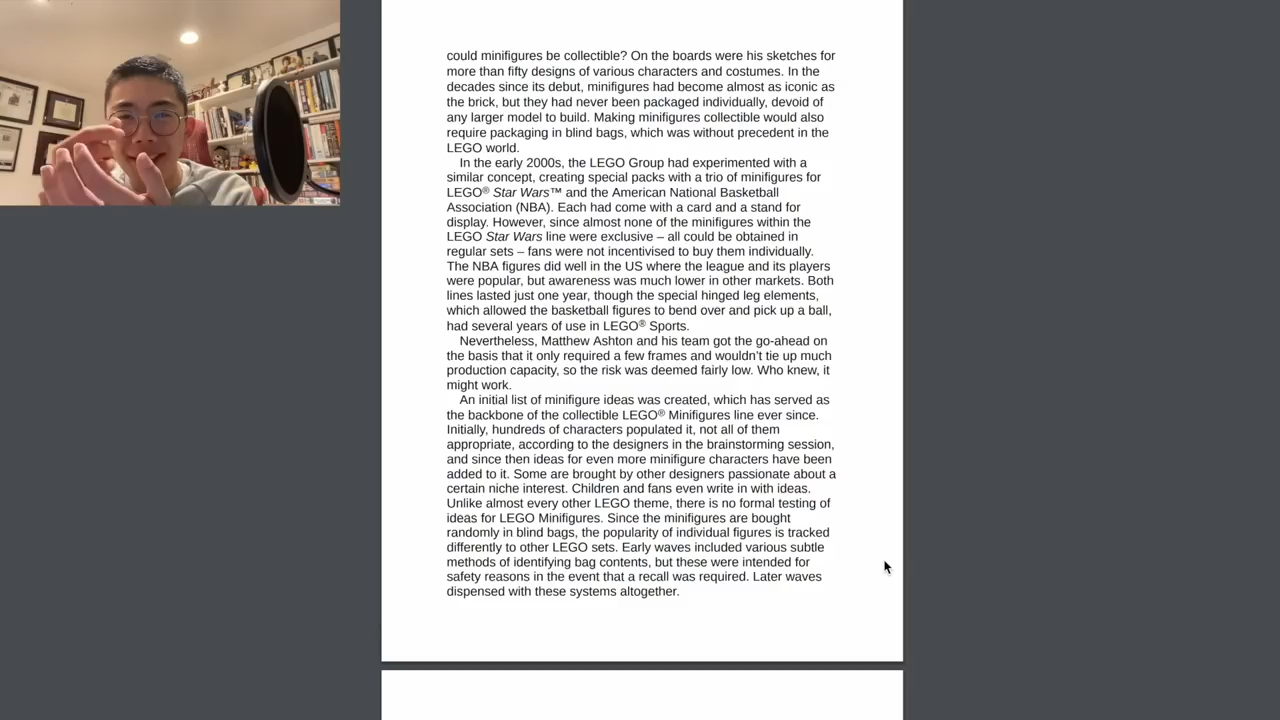 could minifigures be collectible? On the boards were his sketches for
more than fifty designs of various characters and costumes. In the
decades since its debut, minifigures had become almost as iconic as
the brick, but they had never been packaged individually, devoid of
any larger model to build. Making minifigures collectible would also
require packaging in blind bags, which was without precedent in the
LEGO world.
In the early 2000s, the LEGO Group had experimented with a
similar concept, creating special packs with a trio of minifigures for
LEGO® Star Wars™ and the American National Basketball
Association (NBA). Each had come with a card and a stand for
display. However, since almost none of the minifigures within the
LEGO Star Wars line were exclusive – all could be obtained in
regular sets – fans were not incentivised to buy them individually.
The NBA figures did well in the US where the league and its players
were popular, but awareness was much lower in other markets. Both
lines lasted just one year, though the special hinged leg elements,
which allowed the basketball figures to bend over and pick up a ball,
had several years of use in LEGO® Sports.
Nevertheless, Matthew Ashton and his team got the go-ahead on
the basis that it only required a few frames and wouldn't tie up much
production capacity, so the risk was deemed fairly low. Who knew, it
might work.
An initial list of minifigure ideas was created, which has served as
the backbone of the collectible LEGO® Minifigures line ever since.
Initially, hundreds of characters populated it, not all of them
appropriate, according to the designers in the brainstorming session,
and since then ideas for even more minifigure characters have been
added to it. Some are brought by other designers passionate about a
certain niche interest. Children and fans even write in with ideas.
Unlike almost every other LEGO theme, there is no formal testing of
ideas for LEGO Minifigures. Since the minifigures are bought
randomly in blind bags, the popularity of individual figures is tracked
differently to other LEGO sets. Early waves included various subtle
methods of identifying bag contents, but these were intended for
safety reasons in the event that a recall was required. Later waves
dispensed with these systems altogether.